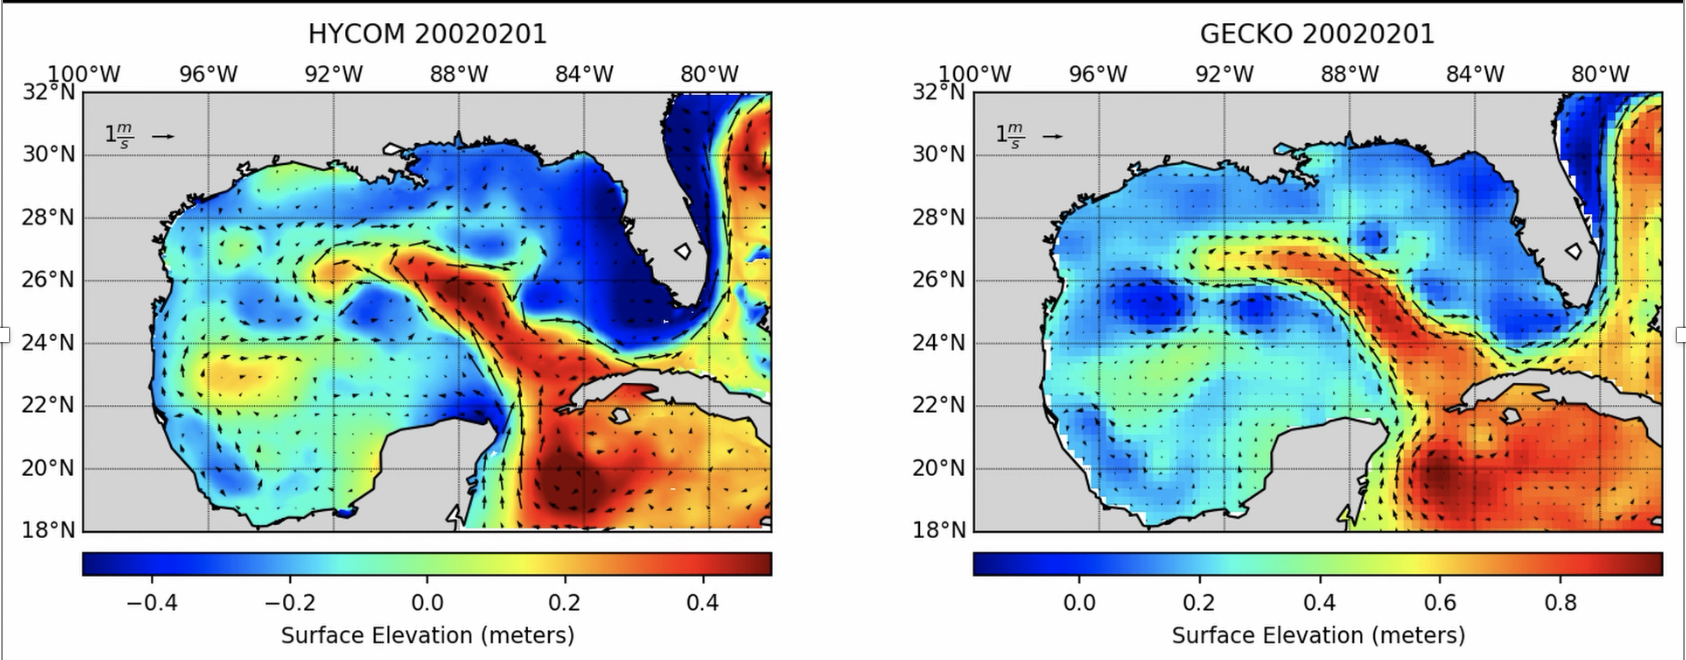 HYCOM 20020201
100°W 96°W 92°W 88°W 84°W 80°W
32°N
1 m/s
30°N
28°N
26°N
24°N
22°N
20°N
18°N
−0.4 −0.2 0.0 0.2 0.4
Surface Elevation (meters)
GECKO 20020201
100°W 96°W 92°W 88°W 84°W 80°W
32°N
1 m/s
30°N
28°N
26°N
24°N
22°N
20°N
18°N
0.0 0.2 0.4 0.6 0.8
Surface Elevation (meters)